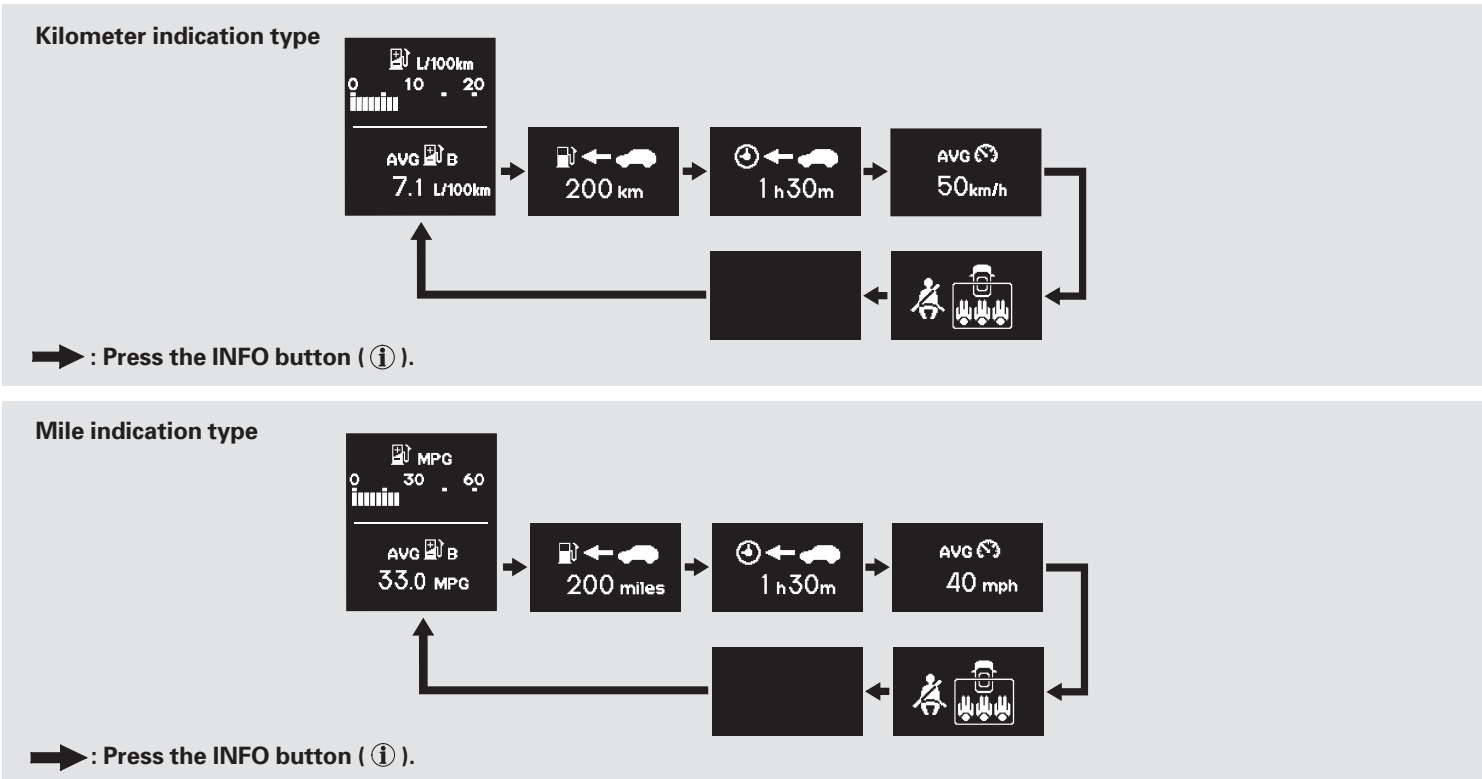 Kilometer indication type
L/100km
0 10 20
AVG B
7.1 L/100km
200 km
1 h30m
AVG
50km/h
: Press the INFO button ( i ).
Mile indication type
MPG
0 30 60
AVG B
33.0 MPG
200 miles
1 h30m
AVG
40 mph
: Press the INFO button ( i ).